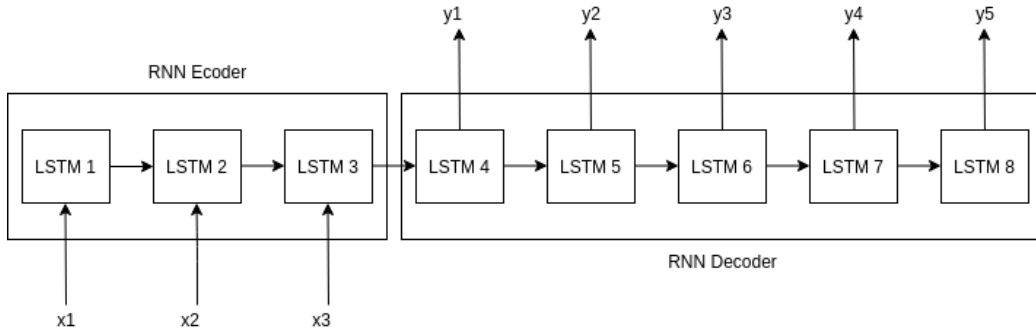 y1 y2 y3 y4 y5
RNN Ecoder
LSTM 1 LSTM 2 LSTM 3 LSTM 4 LSTM 5 LSTM 6 LSTM 7 LSTM 8
RNN Decoder
x1 x2 x3